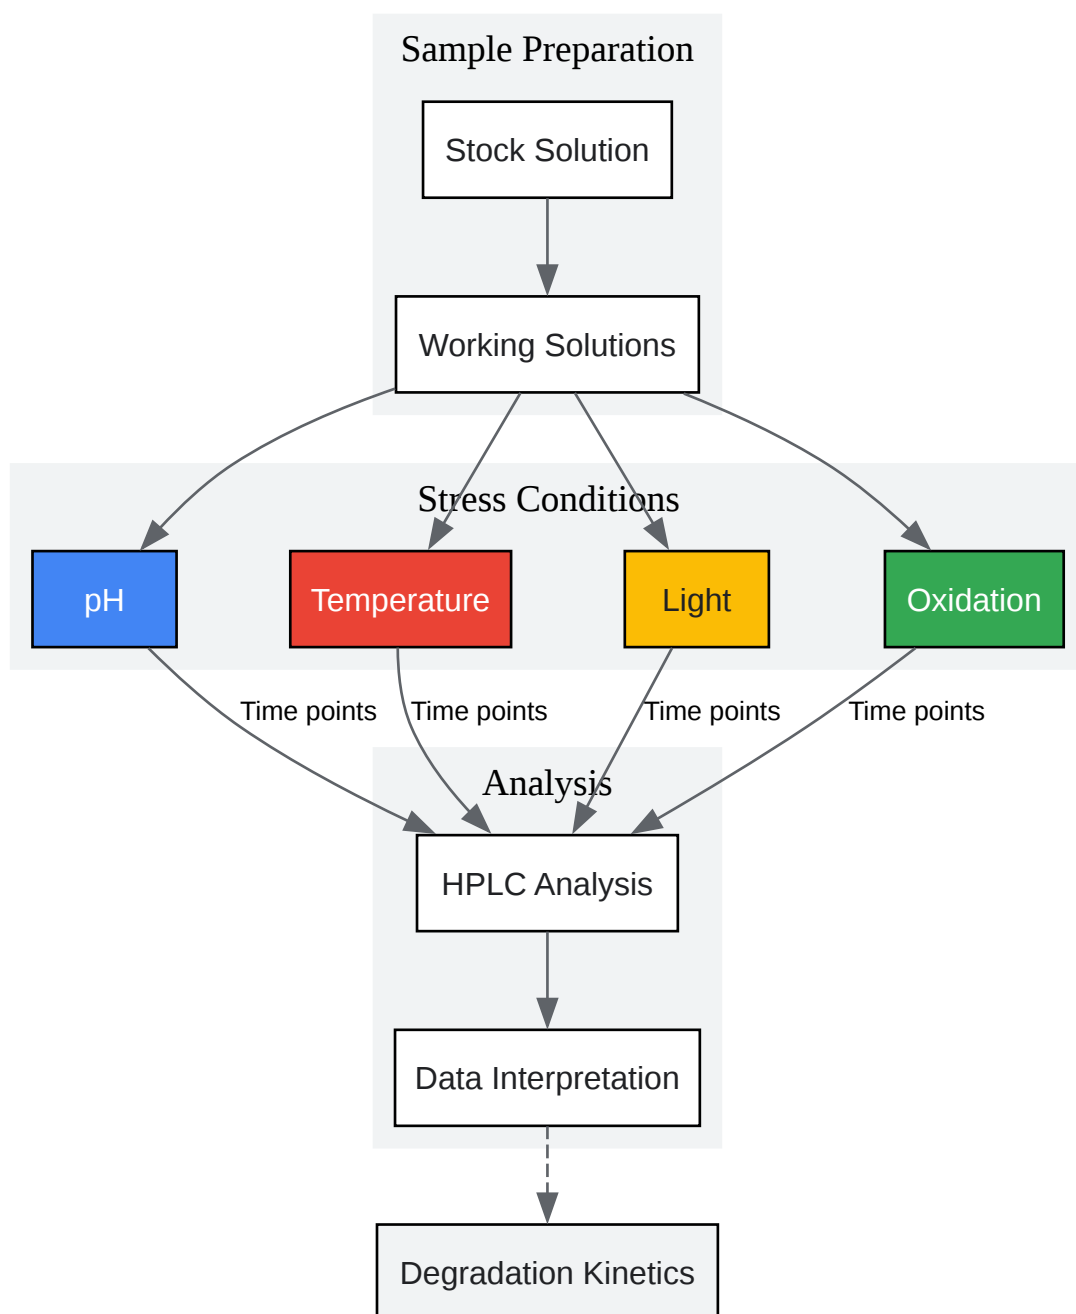 Sample Preparation
Stock Solution
Working Solutions
Stress Conditions
pH
Temperature
Light
Oxidation
Time points
Time points
Time points
Time points
Analysis
HPLC Analysis
Data Interpretation
Degradation Kinetics